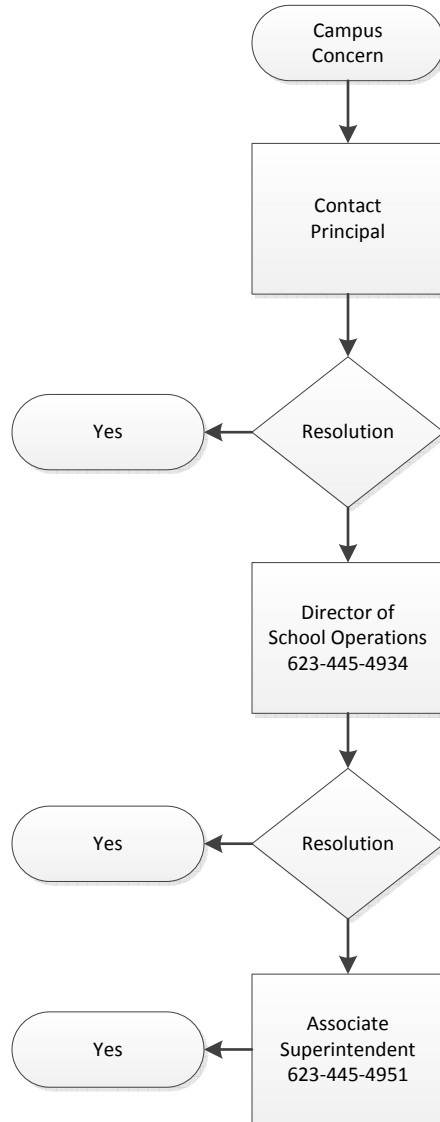 Campus
Concern
Contact
Principal
Yes
Resolution
Director of
School Operations
623-445-4934
Yes
Resolution
Yes
Associate
Superintendent
623-445-4951